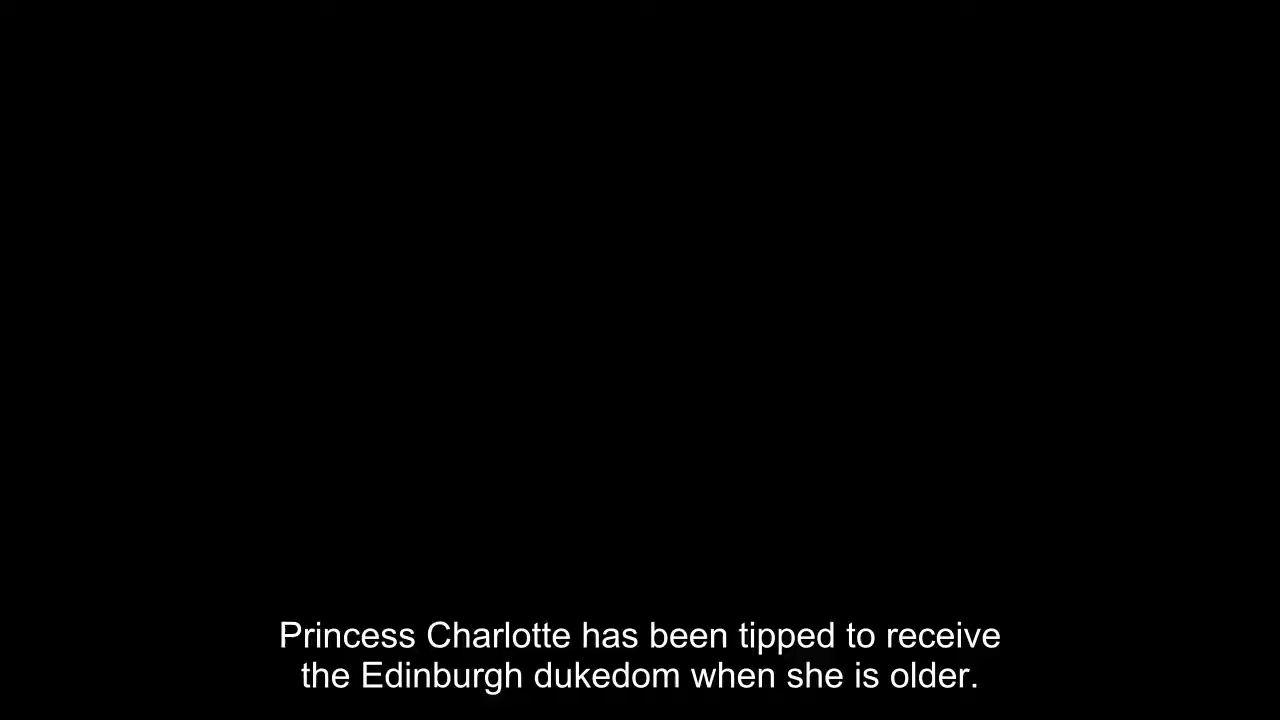 Princess Charlotte has been tipped to receive
the Edinburgh dukedom when she is older.